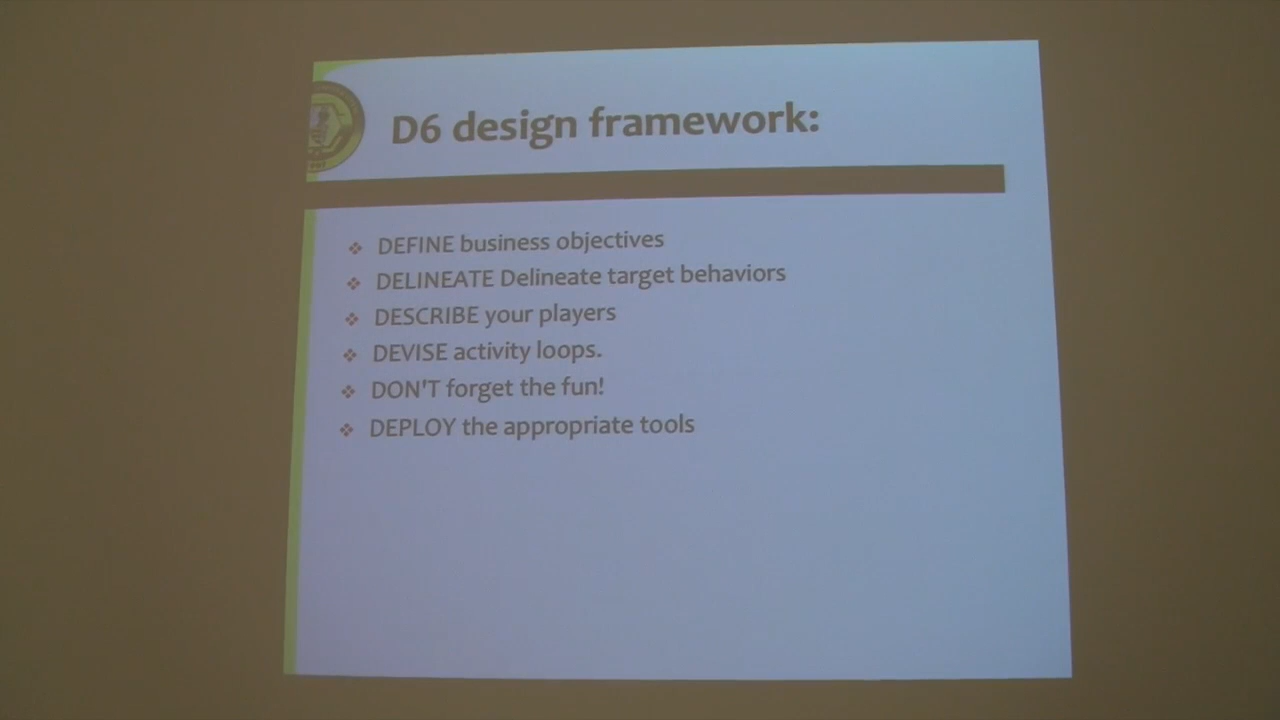 D6 design framework:
DEFINE business objectives
DELINEATE Delineate target behaviors
DESCRIBE your players
DEVISE activity loops.
DON'T forget the fun!
DEPLOY the appropriate tools